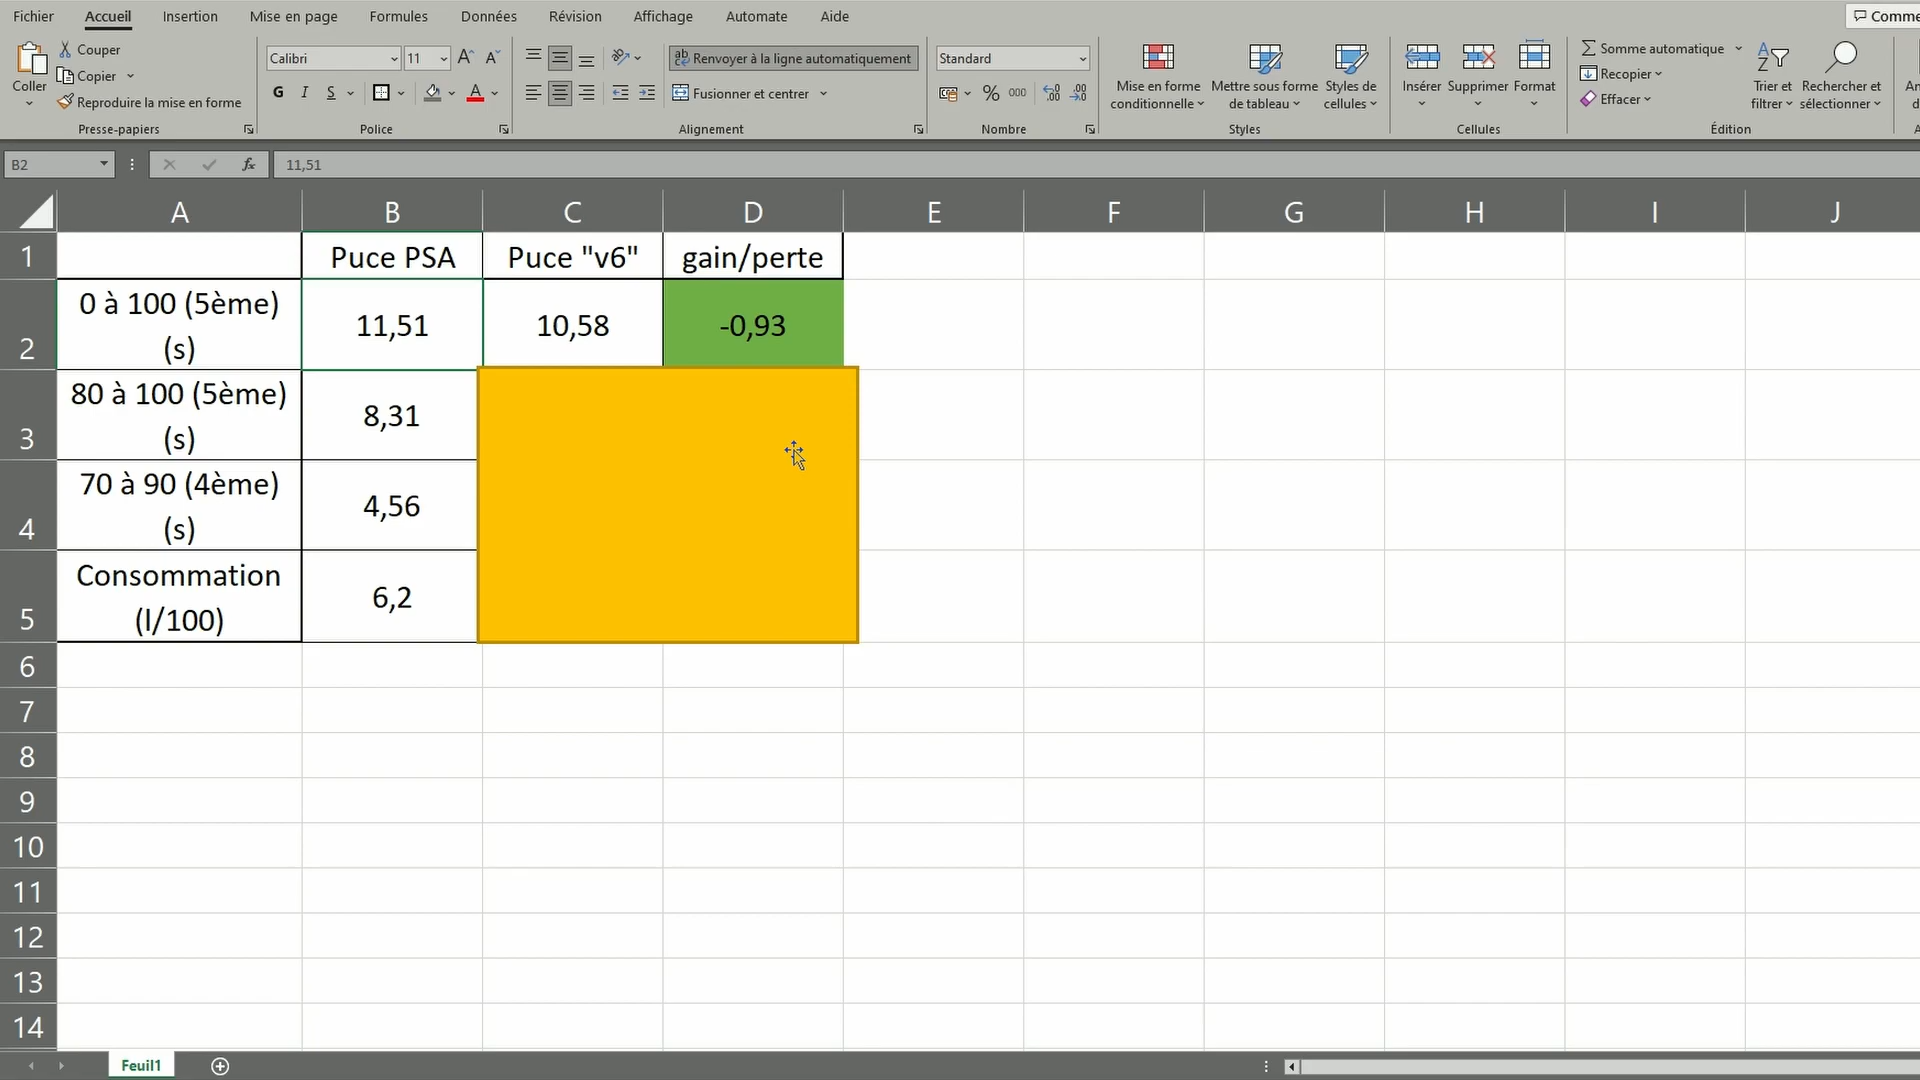 Fichier Accueil Insertion Mise en page Formules Données Révision Affichage Automate Aide
Coller
Couper
Copier
Reproduire la mise en forme
Presse-papiers
Calibri 11
G I S
Police
Renvoyer à la ligne automatiquement
Fusionner et centrer
Alignement
Standard
% 000
Nombre
Mise en forme
conditionnelle
Mettre sous forme
de tableau
Styles de
cellules
Styles
Insérer Supprimer Format
Cellules
Somme automatique
Recopier
Effacer
Trier et
filtrer
Rechercher et
sélectionner
Édition
B2 fx 11,51
A B C D E F G H I J
1 Puce PSA Puce "v6" gain/perte
2 0 à 100 (5ème)
(s) 11,51 10,58 -0,93
3 80 à 100 (5ème)
(s) 8,31
4 70 à 90 (4ème)
(s) 4,56
5 Consommation
(l/100) 6,2
6
7
8
9
10
11
12
13
14
Feuil1